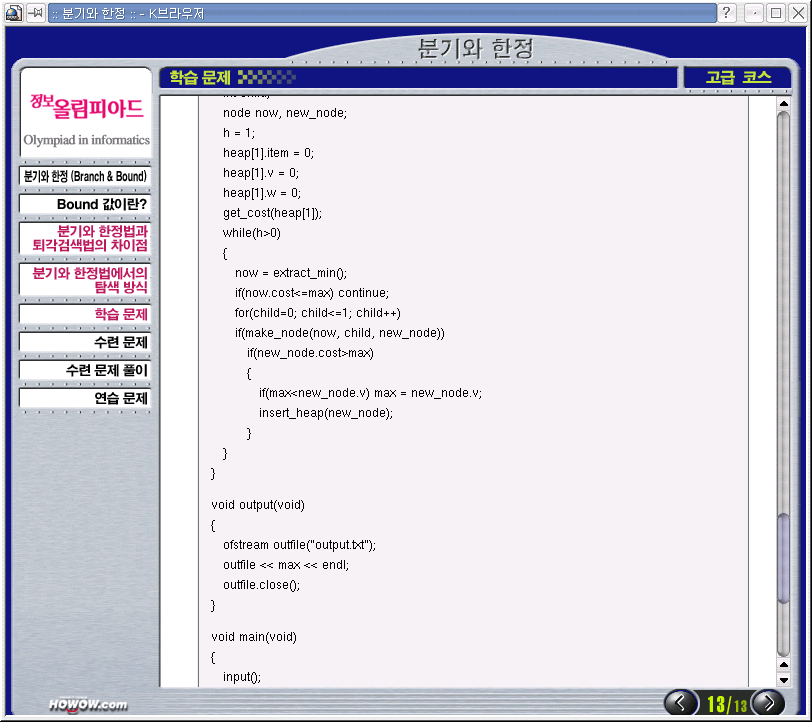 :: 분기와 한정 :: - K브라우저
분기와 한정
학습 문제
고급 코스
정보올림피아드
Olympiad in informatics
분기와 한정 (Branch & Bound)
Bound 값이란?
분기와 한정법과
퇴각검색법의 차이점
분기와 한정법에서의
탐색 방식
학습 문제
수련 문제
수련 문제 풀이
연습 문제
node now, new_node;
h = 1;
heap[1].item = 0;
heap[1].v = 0;
heap[1].w = 0;
get_cost(heap[1]);
while(h>0)
{
now = extract_min();
if(now.cost<=max) continue;
for(child=0; child<=1; child++)
if(make_node(now, child, new_node))
if(new_node.cost>max)
{
if(max<new_node.v) max = new_node.v;
insert_heap(new_node);
}
}
}
void output(void)
{
ofstream outfile("output.txt");
outfile << max << endl;
outfile.close();
}
void main(void)
{
input();
HOWOW.com
13/13